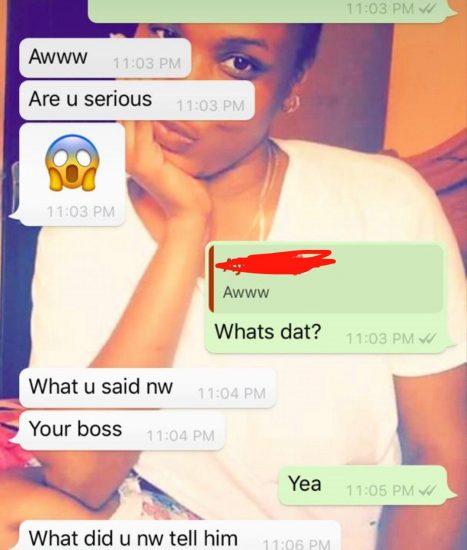 11:03 PM
Awww 11:03 PM
Are u serious 11:03 PM
11:03 PM
Awww
Whats dat? 11:03 PM
What u said nw 11:04 PM
Your boss 11:04 PM
Yea 11:05 PM
What did u nw tell him 11:06 PM